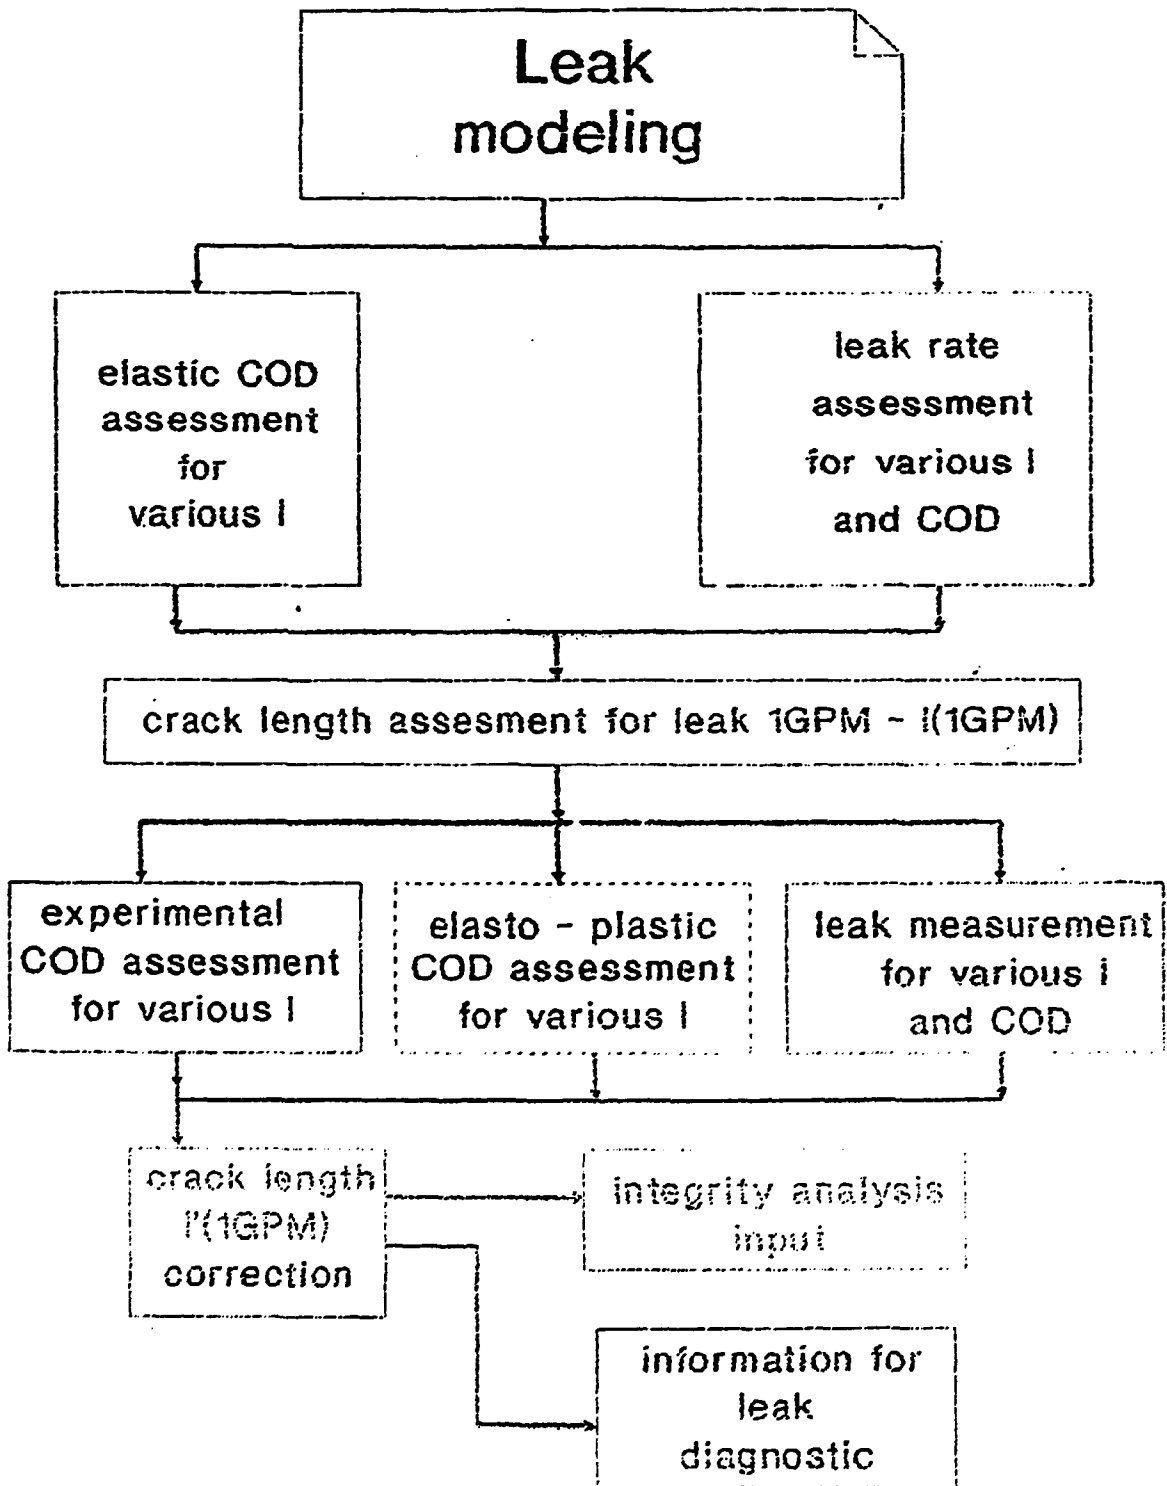 Leak
modeling
elastic COD
assessment
for
various l
leak rate
assessment
for various l
and COD
crack length assesment for leak 1GPM - l(1GPM)
experimental
COD assessment
for various l
elasto - plastic
COD assessment
for various l
leak measurement
for various l
and COD
crack length
l'(1GPM)
correction
integrity analysis
input
information for
leak
diagnostic